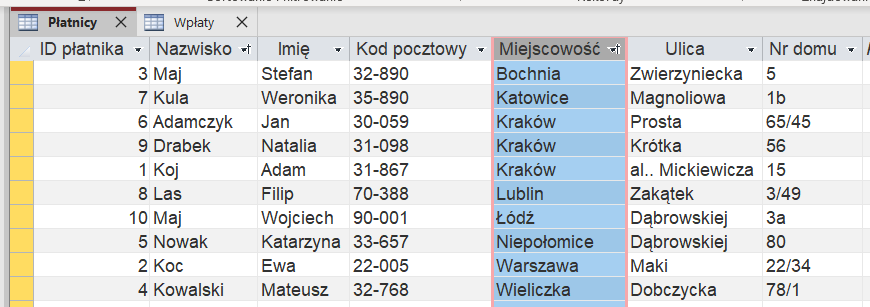 Płatnicy Wpłaty
ID płatnika Nazwisko Imię Kod pocztowy Miejscowość Ulica Nr domu
3 Maj Stefan 32-890 Bochnia Zwierzyniecka 5
7 Kula Weronika 35-890 Katowice Magnoliowa 1b
6 Adamczyk Jan 30-059 Kraków Prosta 65/45
9 Drabek Natalia 31-098 Kraków Krótka 56
1 Koj Adam 31-867 Kraków al.. Mickiewicza 15
8 Las Filip 70-388 Lublin Zakątek 3/49
10 Maj Wojciech 90-001 Łódź Dąbrowskiej 3a
5 Nowak Katarzyna 33-657 Niepołomice Dąbrowskiej 80
2 Koc Ewa 22-005 Warszawa Maki 22/34
4 Kowalski Mateusz 32-768 Wieliczka Dobczycka 78/1